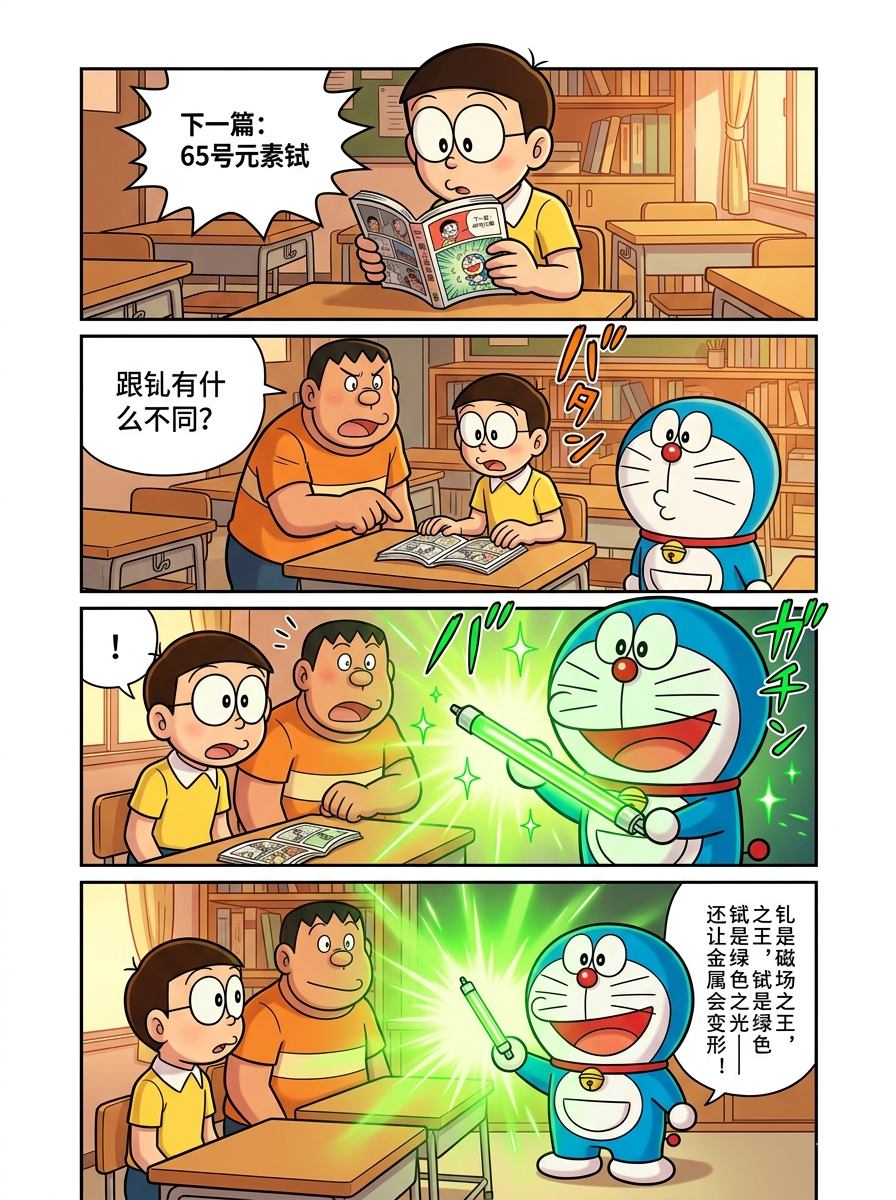 下一篇：
65号元素铽
跟钆有什
么不同？
バタン
！
バ
ガチン
钆是磁场之王，
之王，铽是绿色
铽是绿色之光——
还让金属会变形！